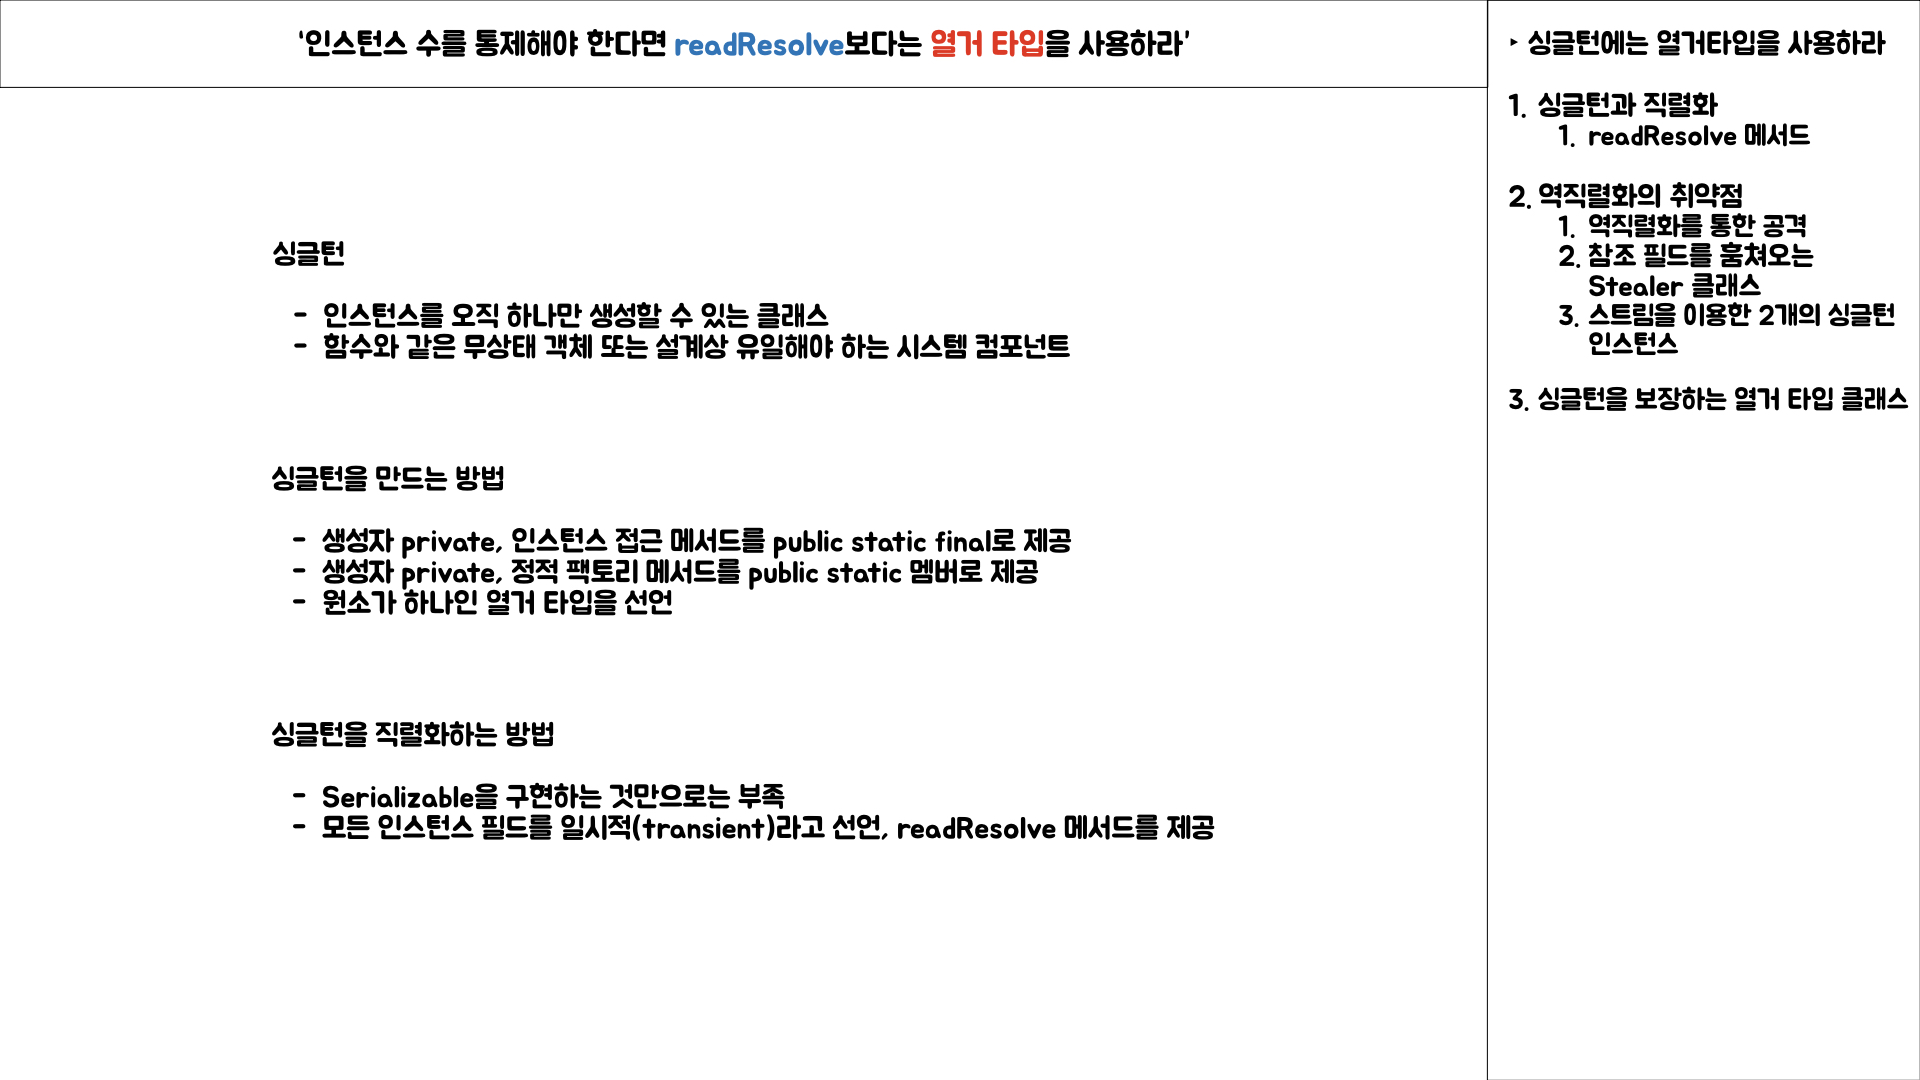 ‘인스턴스 수를 통제해야 한다면 readResolve보다는 열거 타입을 사용하라’
싱글턴
- 인스턴스를 오직 하나만 생성할 수 있는 클래스
- 함수와 같은 무상태 객체 또는 설계상 유일해야 하는 시스템 컴포넌트
싱글턴을 만드는 방법
- 생성자 private, 인스턴스 접근 메서드를 public static final로 제공
- 생성자 private, 정적 팩토리 메서드를 public static 멤버로 제공
- 원소가 하나인 열거 타입을 선언
싱글턴을 직렬화하는 방법
- Serializable을 구현하는 것만으로는 부족
- 모든 인스턴스 필드를 일시적(transient)라고 선언, readResolve 메서드를 제공
‣ 싱글턴에는 열거타입을 사용하라
1. 싱글턴과 직렬화
1. readResolve 메서드
2. 역직렬화의 취약점
1. 역직렬화를 통한 공격
2. 참조 필드를 훔쳐오는
Stealer 클래스
3. 스트림을 이용한 2개의 싱글턴
인스턴스
3. 싱글턴을 보장하는 열거 타입 클래스